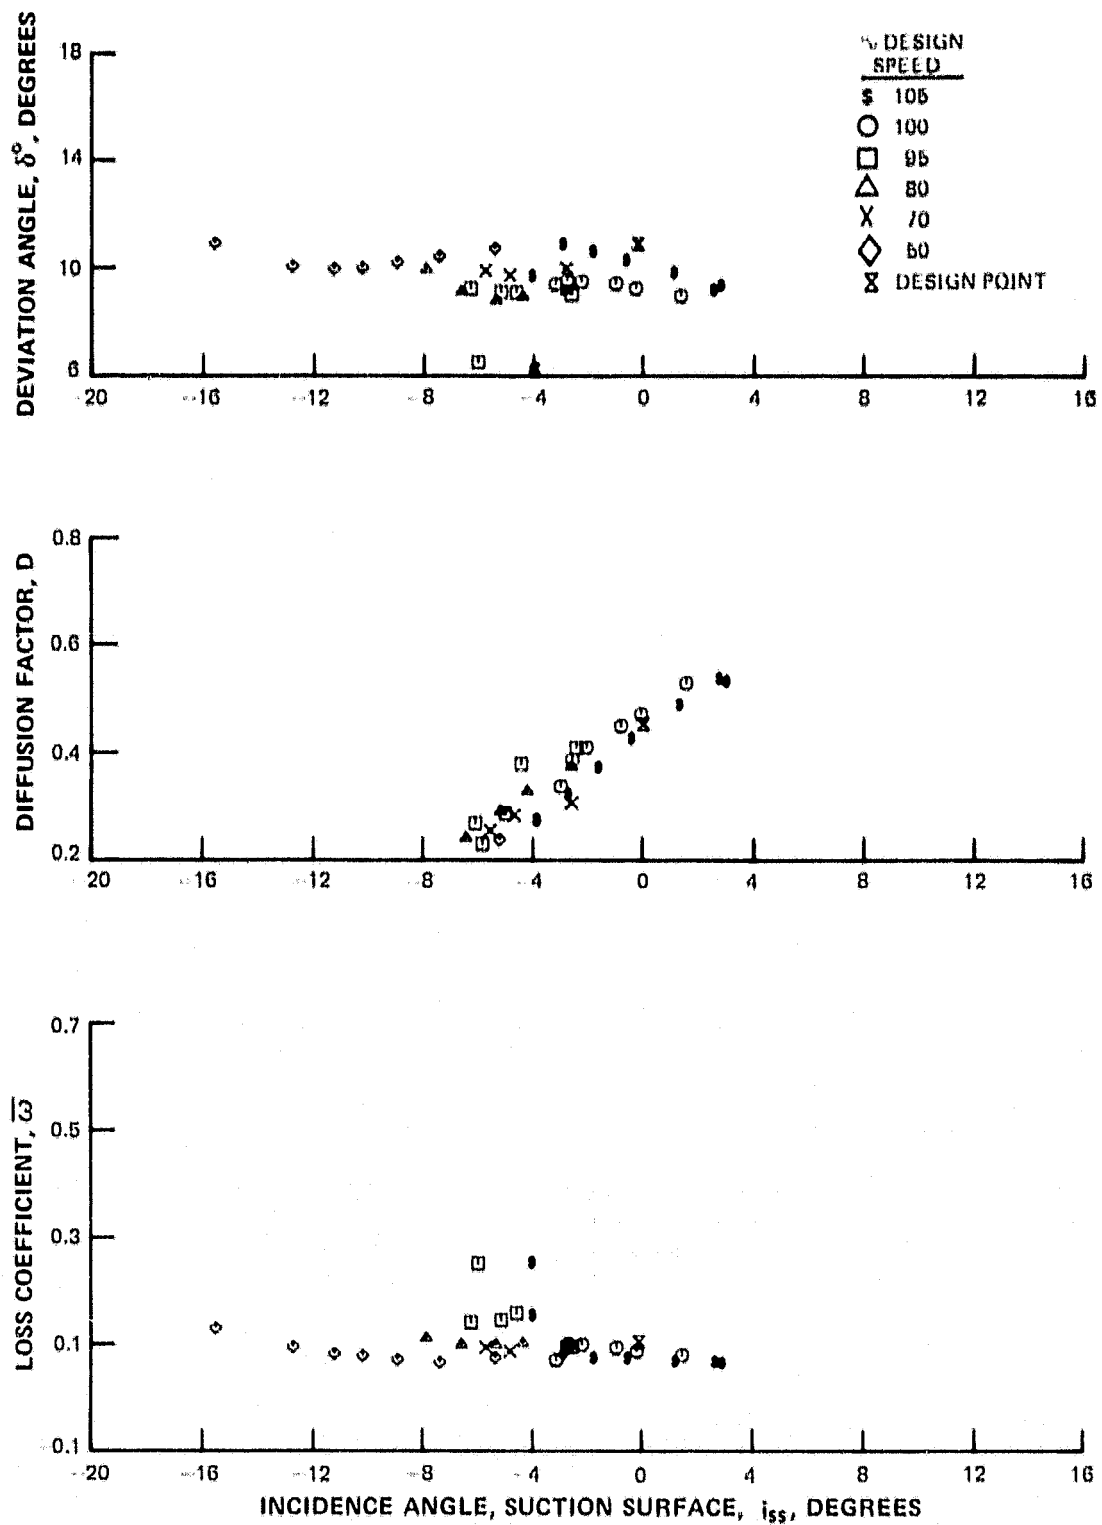 % DESIGN
SPEED
105
100
95
80
70
50
DESIGN POINT
DEVIATION ANGLE, δ°, DEGREES
18
14
10
6
-20 -16 -12 -8 -4 0 4 8 12 16
DIFFUSION FACTOR, D
0.8
0.6
0.4
0.2
-20 -16 -12 -8 -4 0 4 8 12 16
LOSS COEFFICIENT, ω̅
0.7
0.5
0.3
0.1
-0.1
-20 -16 -12 -8 -4 0 4 8 12 16
INCIDENCE ANGLE, SUCTION SURFACE, iss, DEGREES